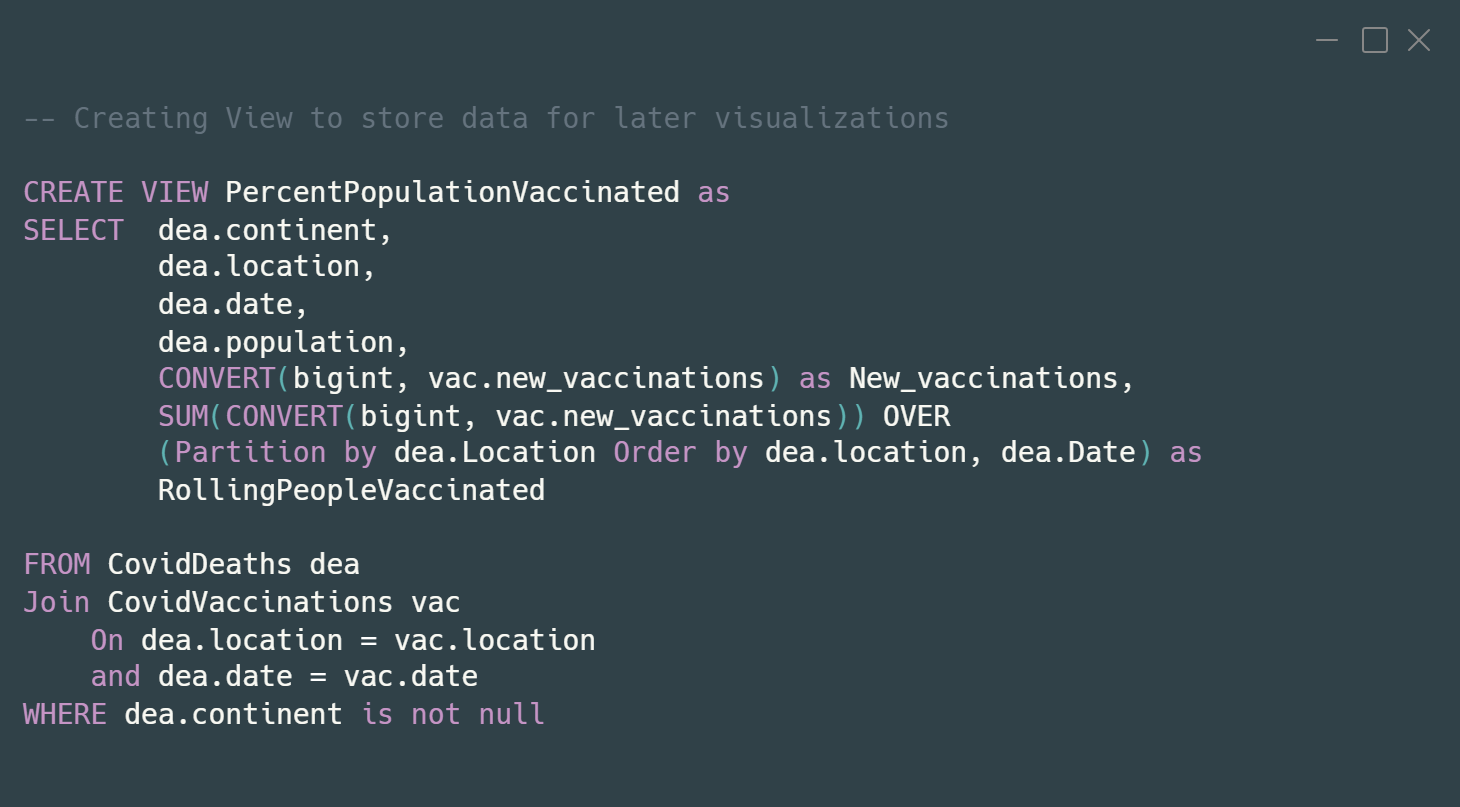 -- Creating View to store data for later visualizations
CREATE VIEW PercentPopulationVaccinated as
SELECT  dea.continent,
        dea.location,
        dea.date,
        dea.population,
        CONVERT(bigint, vac.new_vaccinations) as New_vaccinations,
        SUM(CONVERT(bigint, vac.new_vaccinations)) OVER
        (Partition by dea.Location Order by dea.location, dea.Date) as
        RollingPeopleVaccinated
FROM CovidDeaths dea
Join CovidVaccinations vac
    On dea.location = vac.location
    and dea.date = vac.date
WHERE dea.continent is not null